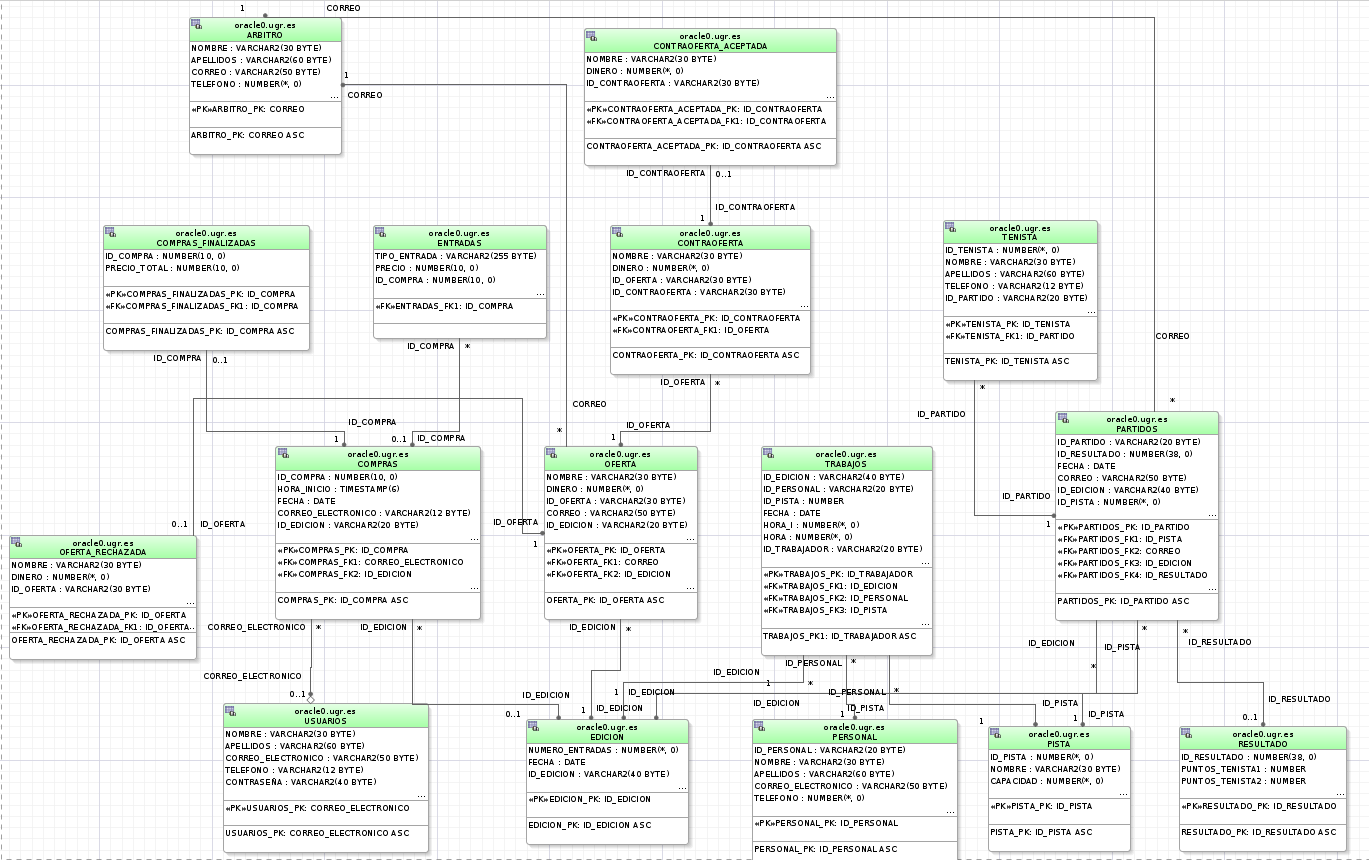 1
CORREO
oracle0.ugr.es
ARBITRO
NOMBRE : VARCHAR2(30 BYTE)
APELLIDOS : VARCHAR2(60 BYTE)
CORREO : VARCHAR2(50 BYTE)
TELEFONO : NUMBER(*, 0)
...
«PK»ARBITRO_PK: CORREO
ARBITRO_PK: CORREO ASC
1
CORREO
oracle0.ugr.es
CONTRAOFERTA_ACEPTADA
NOMBRE : VARCHAR2(30 BYTE)
DINERO : NUMBER(*, 0)
ID_CONTRAOFERTA : VARCHAR2(30 BYTE)
...
«PK»CONTRAOFERTA_ACEPTADA_PK: ID_CONTRAOFERTA
«FK»CONTRAOFERTA_ACEPTADA_FK1: ID_CONTRAOFERTA
CONTRAOFERTA_ACEPTADA_PK: ID_CONTRAOFERTA ASC
ID_CONTRAOFERTA 0..1
ID_CONTRAOFERTA
1
oracle0.ugr.es
COMPRAS_FINALIZADAS
ID_COMPRA : NUMBER(10, 0)
PRECIO_TOTAL : NUMBER(10, 0)
...
«PK»COMPRAS_FINALIZADAS_PK: ID_COMPRA
«FK»COMPRAS_FINALIZADAS_FK1: ID_COMPRA
COMPRAS_FINALIZADAS_PK: ID_COMPRA ASC
ID_COMPRA 0..1
oracle0.ugr.es
ENTRADAS
TIPO_ENTRADA : VARCHAR2(255 BYTE)
PRECIO : NUMBER(10, 0)
ID_COMPRA : NUMBER(10, 0)
...
«FK»ENTRADAS_FK1: ID_COMPRA
ID_COMPRA *
oracle0.ugr.es
CONTRAOFERTA
NOMBRE : VARCHAR2(30 BYTE)
DINERO : NUMBER(*, 0)
ID_OFERTA : VARCHAR2(30 BYTE)
ID_CONTRAOFERTA : VARCHAR2(30 BYTE)
...
«PK»CONTRAOFERTA_PK: ID_CONTRAOFERTA
«FK»CONTRAOFERTA_FK1: ID_OFERTA
CONTRAOFERTA_PK: ID_CONTRAOFERTA ASC
ID_OFERTA *
oracle0.ugr.es
TENISTA
ID_TENISTA : NUMBER(*, 0)
NOMBRE : VARCHAR2(30 BYTE)
APELLIDOS : VARCHAR2(60 BYTE)
TELEFONO : VARCHAR2(12 BYTE)
ID_PARTIDO : VARCHAR2(20 BYTE)
...
«PK»TENISTA_PK: ID_TENISTA
«FK»TENISTA_FK1: ID_PARTIDO
TENISTA_PK: ID_TENISTA ASC
*
ID_PARTIDO
CORREO
*
CORREO
*
ID_COMPRA
1
0..1 ID_COMPRA
ID_OFERTA
1
0..1 ID_OFERTA
ID_OFERTA
1
ID_PARTIDO
1
oracle0.ugr.es
OFERTA_RECHAZADA
NOMBRE : VARCHAR2(30 BYTE)
DINERO : NUMBER(*, 0)
ID_OFERTA : VARCHAR2(30 BYTE)
...
«PK»OFERTA_RECHAZADA_PK: ID_OFERTA
«FK»OFERTA_RECHAZADA_FK1: ID_OFERTA...
OFERTA_RECHAZADA_PK: ID_OFERTA ASC
oracle0.ugr.es
COMPRAS
ID_COMPRA : NUMBER(10, 0)
HORA_INICIO : TIMESTAMP(6)
FECHA : DATE
CORREO_ELECTRONICO : VARCHAR2(12 BYTE)
ID_EDICION : VARCHAR2(20 BYTE)
...
«PK»COMPRAS_PK: ID_COMPRA
«FK»COMPRAS_FK1: CORREO_ELECTRONICO
«FK»COMPRAS_FK2: ID_EDICION
...
COMPRAS_PK: ID_COMPRA ASC
oracle0.ugr.es
OFERTA
NOMBRE : VARCHAR2(30 BYTE)
DINERO : NUMBER(*, 0)
ID_OFERTA : VARCHAR2(30 BYTE)
CORREO : VARCHAR2(50 BYTE)
ID_EDICION : VARCHAR2(20 BYTE)
...
«PK»OFERTA_PK: ID_OFERTA
«FK»OFERTA_FK1: CORREO
«FK»OFERTA_FK2: ID_EDICION
...
OFERTA_PK: ID_OFERTA ASC
oracle0.ugr.es
TRABAJOS
ID_EDICION : VARCHAR2(40 BYTE)
ID_PERSONAL : VARCHAR2(20 BYTE)
ID_PISTA : NUMBER
FECHA : DATE
HORA_I : NUMBER(*, 0)
HORA : NUMBER(*, 0)
ID_TRABAJADOR : VARCHAR2(20 BYTE)
...
«PK»TRABAJOS_PK: ID_TRABAJADOR
«FK»TRABAJOS_FK1: ID_EDICION
«FK»TRABAJOS_FK2: ID_PERSONAL
«FK»TRABAJOS_FK3: ID_PISTA
...
TRABAJOS_PK1: ID_TRABAJADOR ASC
oracle0.ugr.es
PARTIDOS
ID_PARTIDO : VARCHAR2(20 BYTE)
ID_RESULTADO : NUMBER(38, 0)
FECHA : DATE
CORREO : VARCHAR2(50 BYTE)
ID_EDICION : VARCHAR2(40 BYTE)
ID_PISTA : NUMBER(*, 0)
...
«PK»PARTIDOS_PK: ID_PARTIDO
«FK»PARTIDOS_FK1: ID_PISTA
«FK»PARTIDOS_FK2: CORREO
«FK»PARTIDOS_FK3: ID_EDICION
«FK»PARTIDOS_FK4: ID_RESULTADO
...
PARTIDOS_PK: ID_PARTIDO ASC
CORREO_ELECTRONICO *
ID_EDICION *
ID_EDICION *
ID_EDICION
*
ID_PISTA
*
* ID_RESULTADO
CORREO_ELECTRONICO
0..1
ID_EDICION
0..1
ID_EDICION
1
1
ID_EDICION
ID_EDICION
1
*
ID_PERSONAL *
ID_EDICION
ID_PERSONAL *
1
ID_PISTA
1
ID_PISTA
1
ID_PISTA
ID_RESULTADO
0..1
oracle0.ugr.es
USUARIOS
NOMBRE : VARCHAR2(30 BYTE)
APELLIDOS : VARCHAR2(60 BYTE)
CORREO_ELECTRONICO : VARCHAR2(50 BYTE)
TELEFONO : VARCHAR2(12 BYTE)
CONTRASEÑA : VARCHAR2(40 BYTE)
...
«PK»USUARIOS_PK: CORREO_ELECTRONICO
USUARIOS_PK: CORREO_ELECTRONICO ASC
oracle0.ugr.es
EDICION
NUMERO_ENTRADAS : NUMBER(*, 0)
FECHA : DATE
ID_EDICION : VARCHAR2(40 BYTE)
...
«PK»EDICION_PK: ID_EDICION
EDICION_PK: ID_EDICION ASC
oracle0.ugr.es
PERSONAL
ID_PERSONAL : VARCHAR2(20 BYTE)
NOMBRE : VARCHAR2(30 BYTE)
APELLIDOS : VARCHAR2(60 BYTE)
CORREO_ELECTRONICO : VARCHAR2(50 BYTE)
TELEFONO : NUMBER(*, 0)
...
«PK»PERSONAL_PK: ID_PERSONAL
PERSONAL_PK: ID_PERSONAL ASC
oracle0.ugr.es
PISTA
ID_PISTA : NUMBER(*, 0)
NOMBRE : VARCHAR2(30 BYTE)
CAPACIDAD : NUMBER(*, 0)
...
«PK»PISTA_PK: ID_PISTA
PISTA_PK: ID_PISTA ASC
oracle0.ugr.es
RESULTADO
ID_RESULTADO : NUMBER(38, 0)
PUNTOS_TENISTA1 : NUMBER
PUNTOS_TENISTA2 : NUMBER
...
«PK»RESULTADO_PK: ID_RESULTADO
RESULTADO_PK: ID_RESULTADO ASC